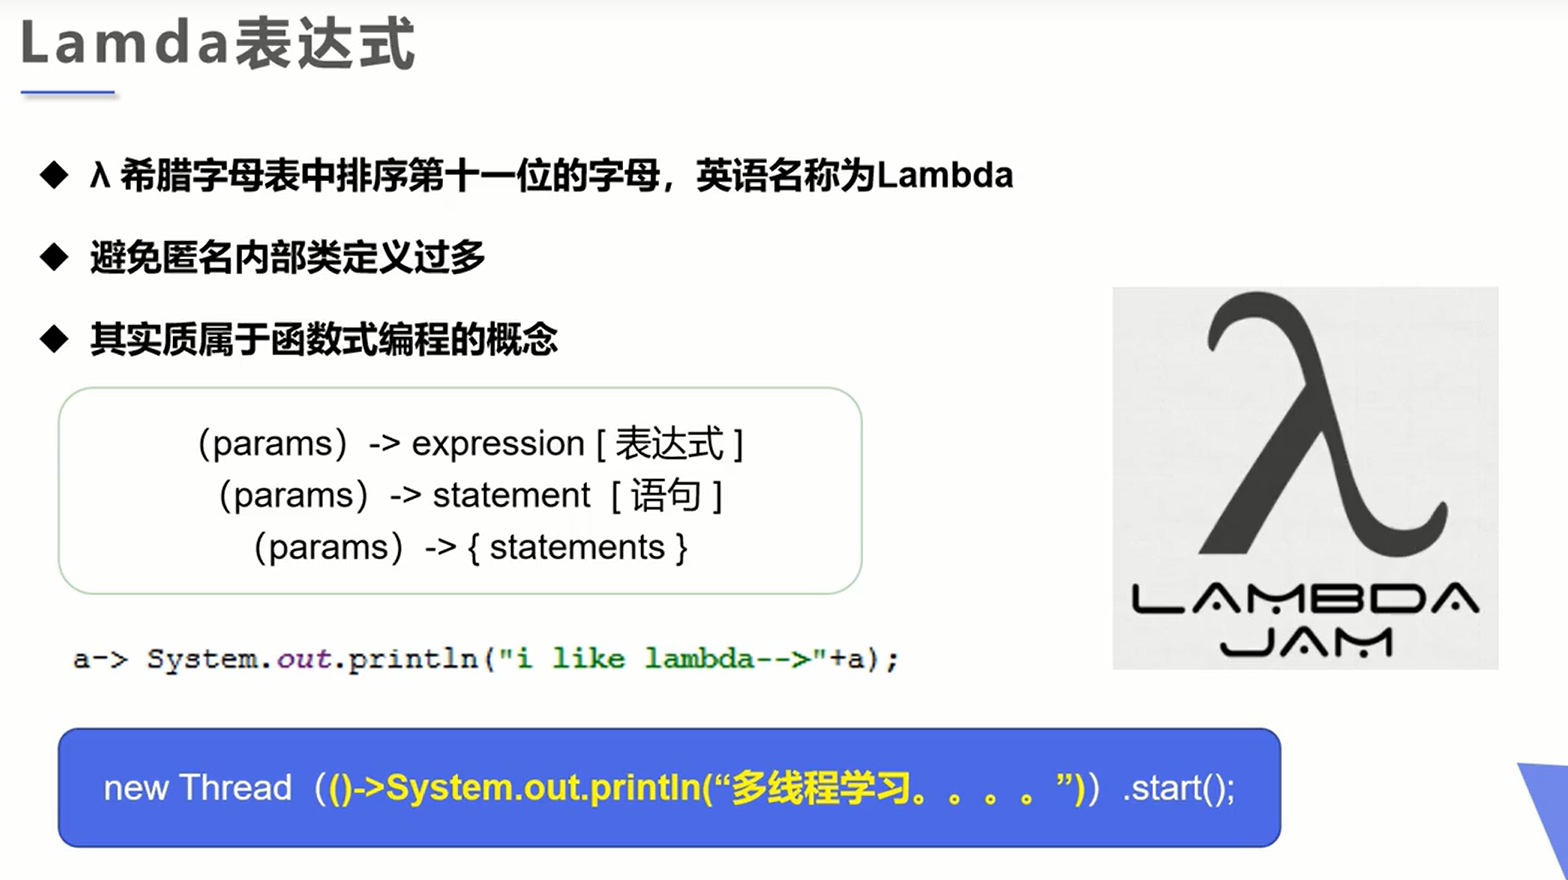 Lamda表达式
λ 希腊字母表中排序第十一位的字母，英语名称为Lambda
避免匿名内部类定义过多
其实质属于函数式编程的概念
（params）-> expression [ 表达式 ]
（params）-> statement [ 语句 ]
（params）-> { statements }
a-> System.out.println("i like lambda-->"+a);
new Thread（()->System.out.println(“多线程学习。。。。”)）.start();
λ
LAMBDA
JAM